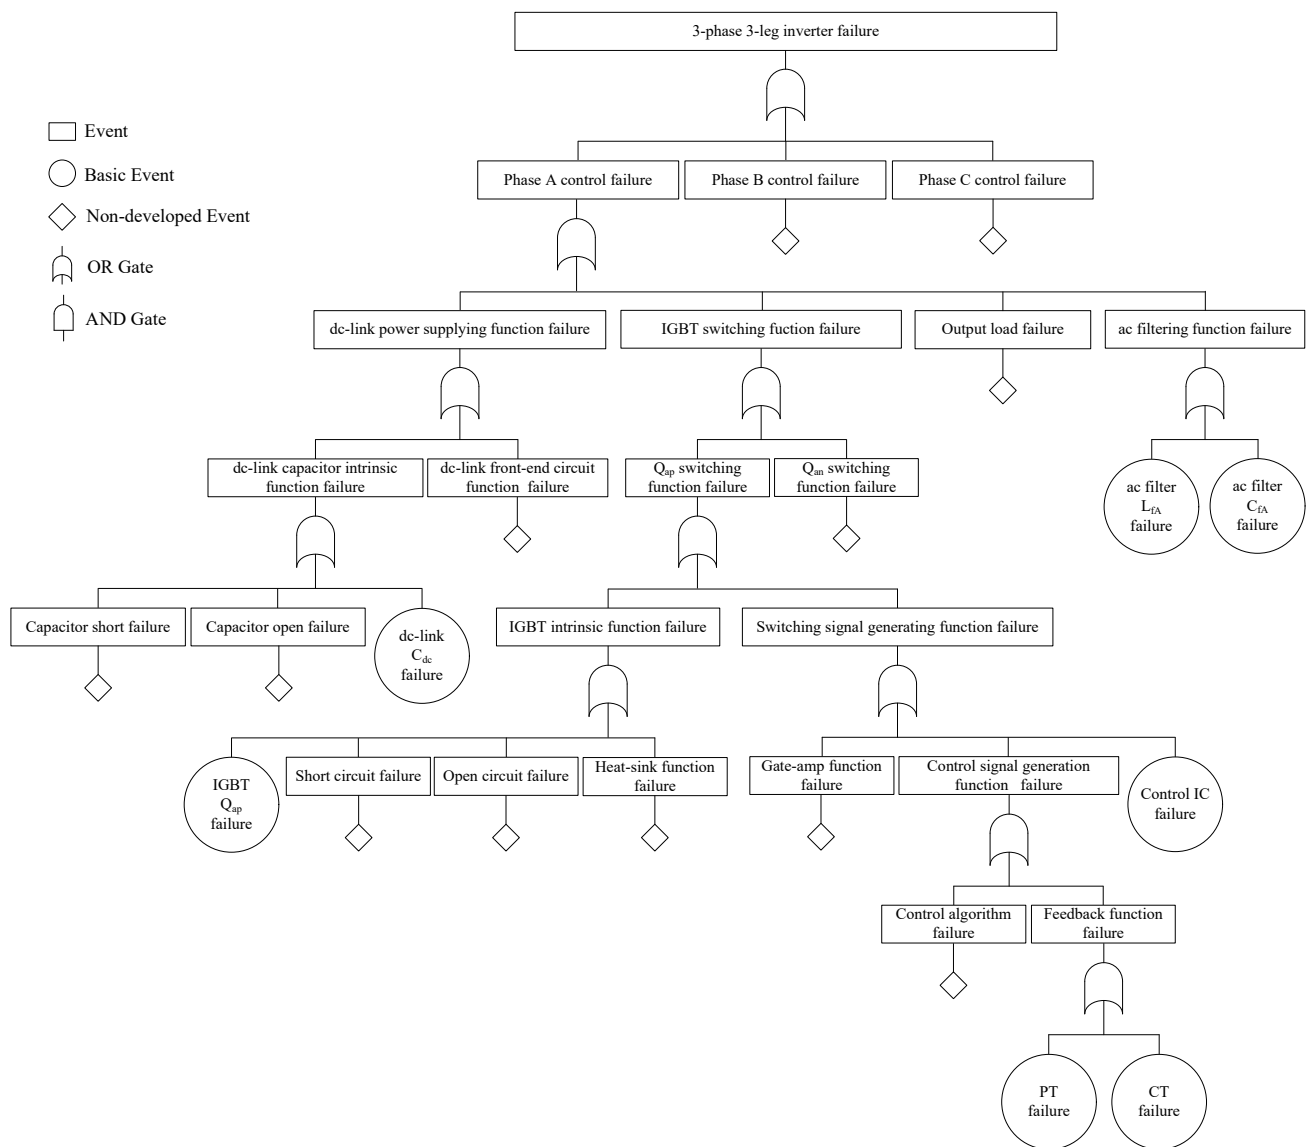 3-phase 3-leg inverter failure
Event
Basic Event
Non-developed Event
OR Gate
AND Gate
Phase A control failure
Phase B control failure
Phase C control failure
dc-link power supplying function failure
IGBT switching fuction failure
Output load failure
ac filtering function failure
dc-link capacitor intrinsic
function failure
dc-link front-end circuit
function failure
Qap switching
function failure
Qan switching
function failure
ac filter
LfA
failure
ac filter
CfA
failure
Capacitor short failure
Capacitor open failure
dc-link
Cdc
failure
IGBT intrinsic function failure
Switching signal generating function failure
IGBT
Qap
failure
Short circuit failure
Open circuit failure
Heat-sink function
failure
Gate-amp function
failure
Control signal generation
function failure
Control IC
failure
Control algorithm
failure
Feedback function
failure
PT
failure
CT
failure